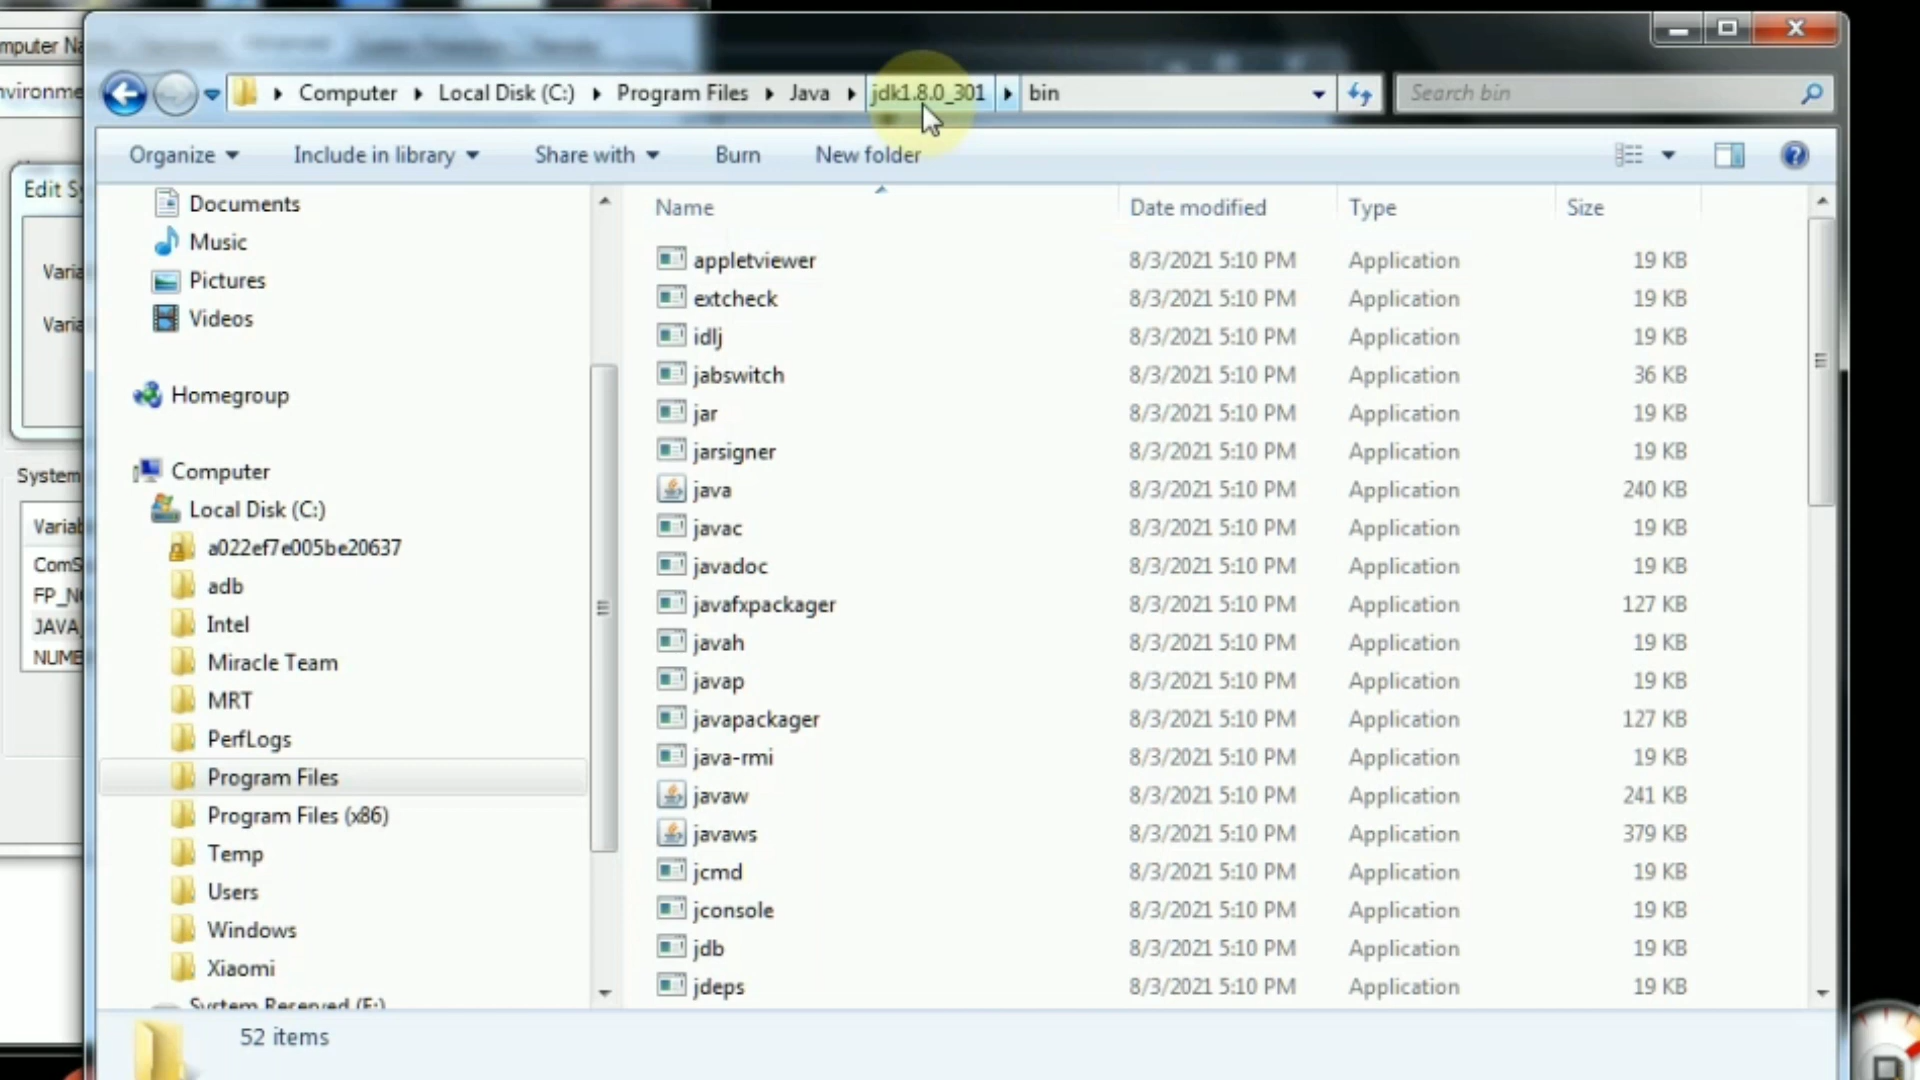 Computer Local Disk (C:) Program Files Java jdk1.8.0_301 bin
Search bin
Organize Include in library Share with Burn New folder
Documents
Music
Pictures
Videos
Homegroup
Computer
Local Disk (C:)
a022ef7e005be20637
adb
Intel
Miracle Team
MRT
PerfLogs
Program Files
Program Files (x86)
Temp
Users
Windows
Xiaomi
System Reserved (E:)
Name Date modified Type Size
appletviewer 8/3/2021 5:10 PM Application 19 KB
extcheck 8/3/2021 5:10 PM Application 19 KB
idlj 8/3/2021 5:10 PM Application 19 KB
jabswitch 8/3/2021 5:10 PM Application 36 KB
jar 8/3/2021 5:10 PM Application 19 KB
jarsigner 8/3/2021 5:10 PM Application 19 KB
java 8/3/2021 5:10 PM Application 240 KB
javac 8/3/2021 5:10 PM Application 19 KB
javadoc 8/3/2021 5:10 PM Application 19 KB
javafxpackager 8/3/2021 5:10 PM Application 127 KB
javah 8/3/2021 5:10 PM Application 19 KB
javap 8/3/2021 5:10 PM Application 19 KB
javapackager 8/3/2021 5:10 PM Application 127 KB
java-rmi 8/3/2021 5:10 PM Application 19 KB
javaw 8/3/2021 5:10 PM Application 241 KB
javaws 8/3/2021 5:10 PM Application 379 KB
jcmd 8/3/2021 5:10 PM Application 19 KB
jconsole 8/3/2021 5:10 PM Application 19 KB
jdb 8/3/2021 5:10 PM Application 19 KB
jdeps 8/3/2021 5:10 PM Application 19 KB
52 items
Edit Sy
Varia
Varia
System
Variab
ComS
FP_N
JAVA_
NUMB